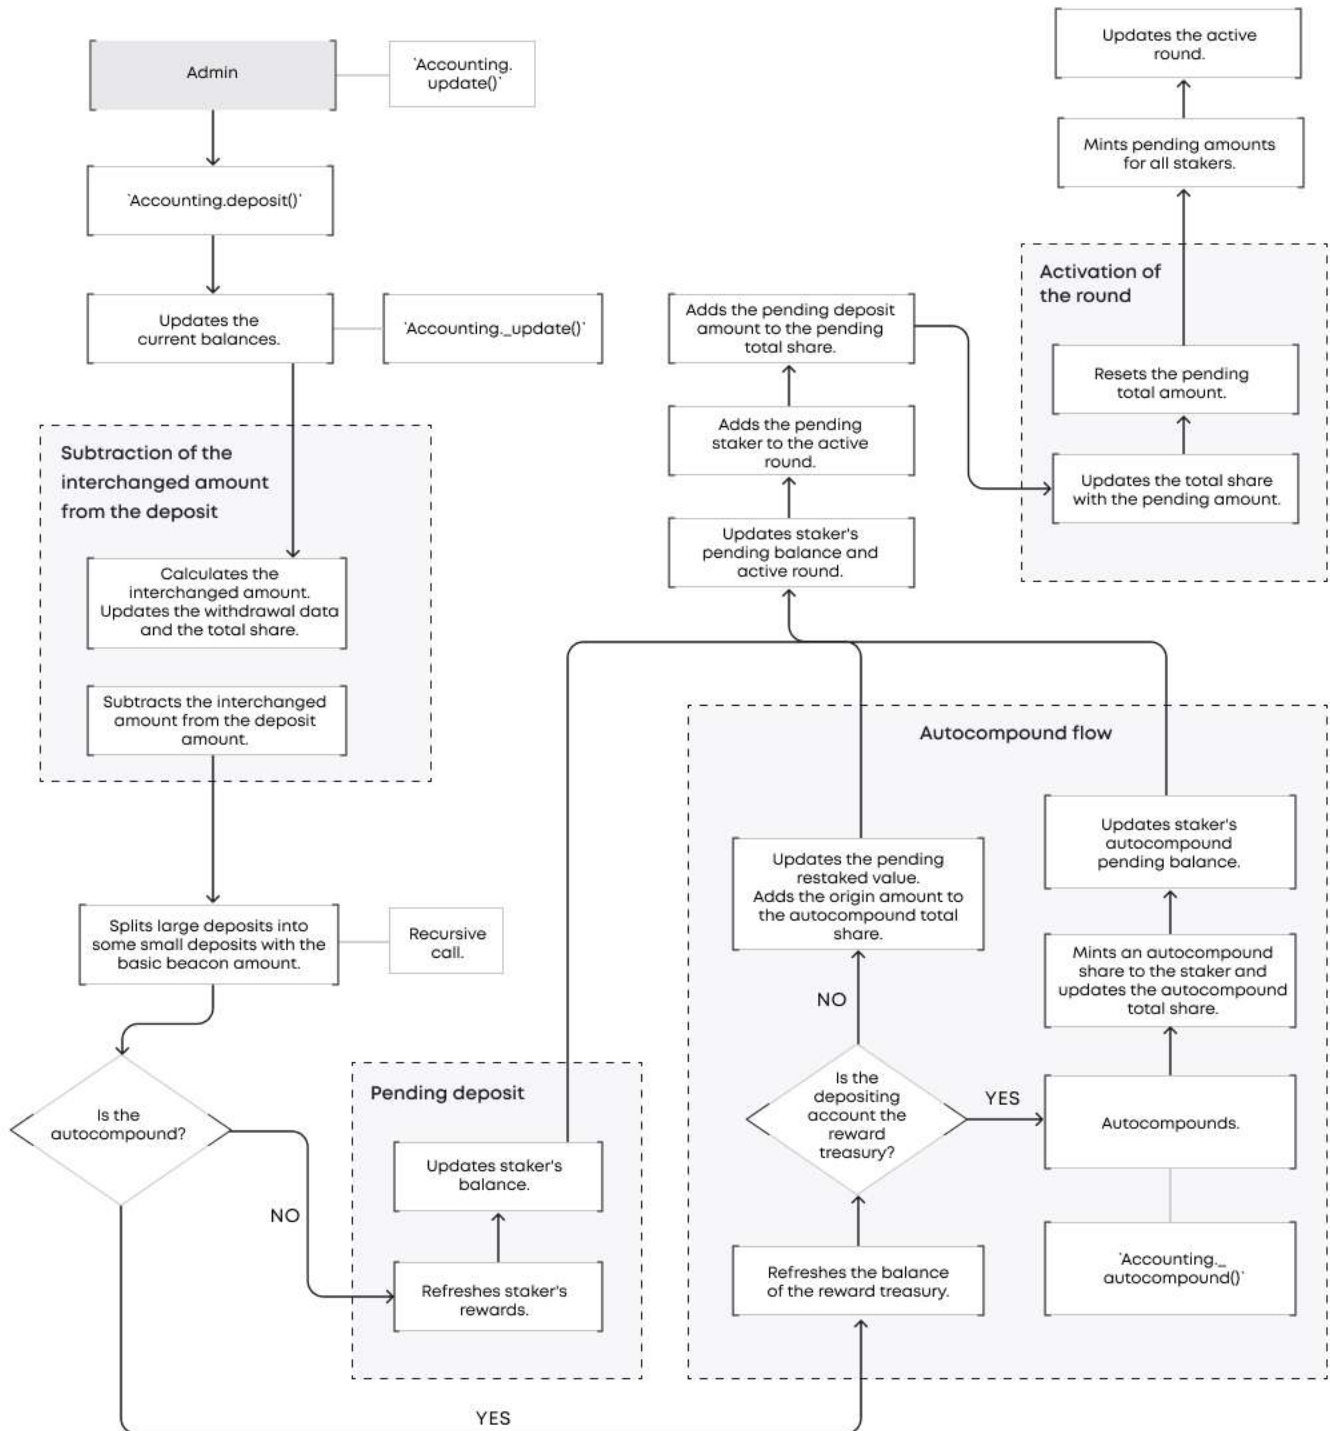 Admin
`Accounting.
update()`
`Accounting.deposit()`
Updates the
current balances.
`Accounting._update()`
Subtraction of the
interchanged amount
from the deposit
Calculates the
interchanged amount.
Updates the withdrawal data
and the total share.
Subtracts the interchanged
amount from the deposit
amount.
Splits large deposits into
some small deposits with the
basic beacon amount.
Recursive
call.
Is the
autocompound?
NO
YES
Pending deposit
Updates staker's
balance.
Refreshes staker's
rewards.
Updates the active
round.
Mints pending amounts
for all stakers.
Activation of
the round
Resets the pending
total amount.
Updates the total share
with the pending amount.
Adds the pending deposit
amount to the pending
total share.
Adds the pending
staker to the active
round.
Updates staker's
pending balance and
active round.
Autocompound flow
Updates the pending
restaked value.
Adds the origin amount to
the autocompound total
share.
NO
Is the
depositing
account the
reward
treasury?
YES
Refreshes the balance
of the reward treasury.
Updates staker's
autocompound
pending balance.
Mints an autocompound
share to the staker and
updates the autocompound
total share.
Autocompounds.
`Accounting._
autocompound()`